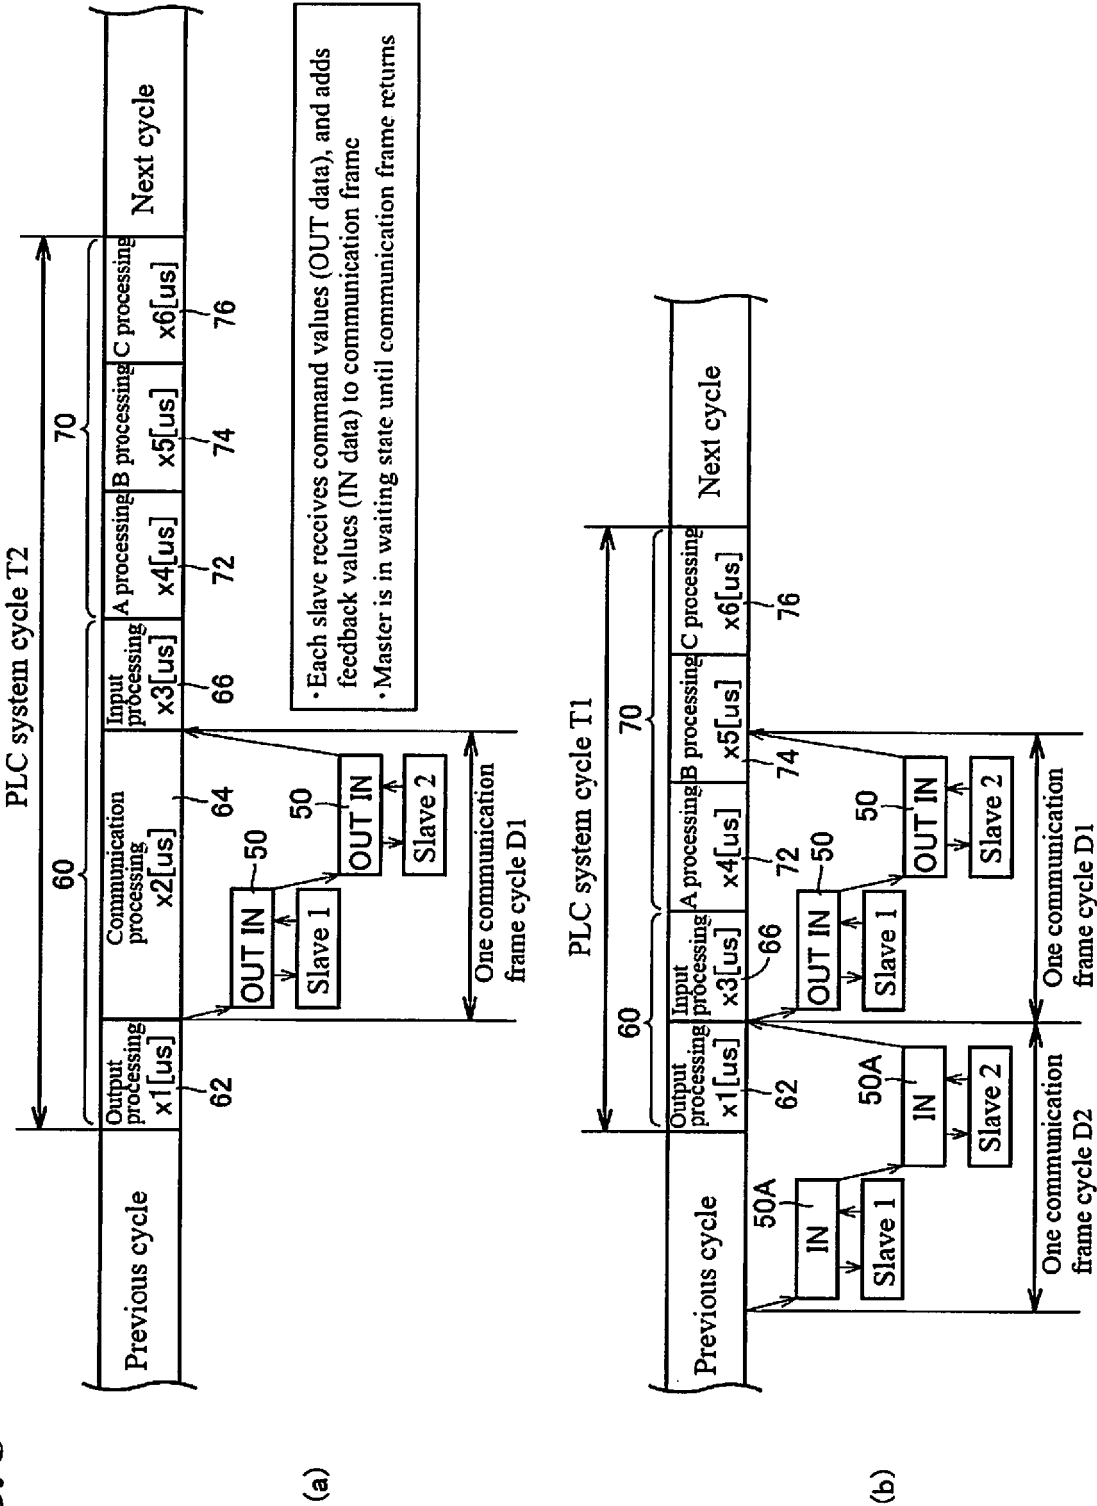 (a)
PLC system cycle T2
60
70
Previous cycle
Output
processing
x1[us]
Communication
processing
x2[us]
Input
processing
x3[us]
A processing
x4[us]
B processing
x5[us]
C processing
x6[us]
Next cycle
62
64
66
72
74
76
50
OUT IN
Slave 1
50
OUT IN
Slave 2
One communication
frame cycle D1
・Each slave receives command values (OUT data), and adds
feedback values (IN data) to communication frame
・Master is in waiting state until communication frame returns
(b)
PLC system cycle T1
60
70
Previous cycle
Output
processing
x1[us]
Input
processing
x3[us]
A processing
x4[us]
B processing
x5[us]
C processing
x6[us]
Next cycle
62
66
72
74
76
50A
IN
Slave 1
50A
IN
Slave 2
50
OUT IN
Slave 1
50
OUT IN
Slave 2
One communication
frame cycle D2
One communication
frame cycle D1